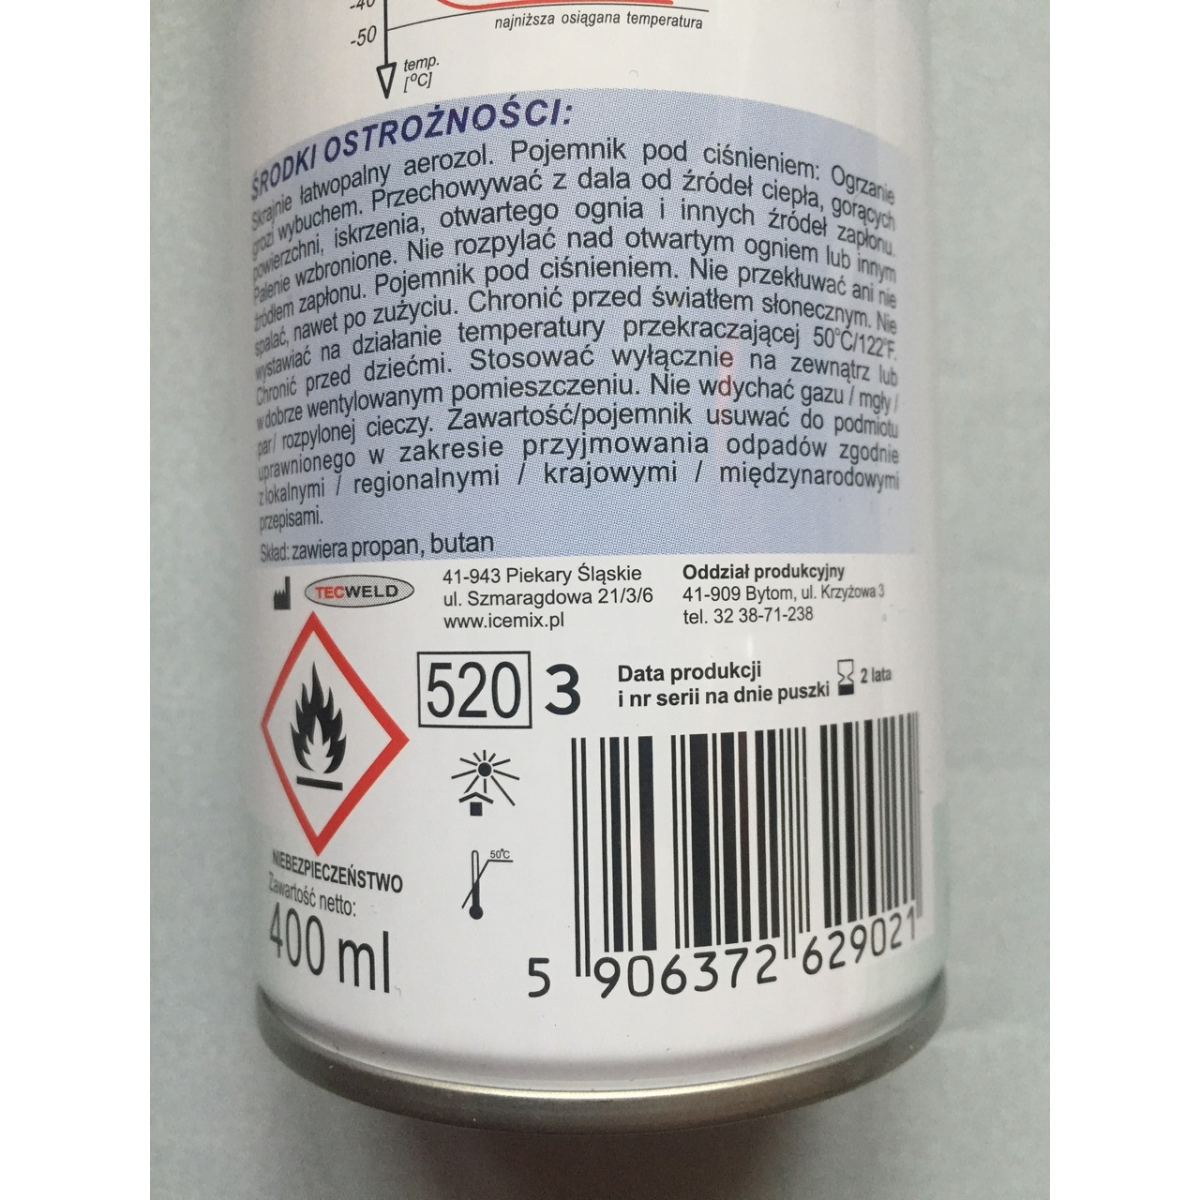 -40
-50
najniższa osiągana temperatura
temp.
[°C]
ŚRODKI OSTROŻNOŚCI:
Skrajnie łatwopalny aerozol. Pojemnik pod ciśnieniem: Ogrzanie
grozi wybuchem. Przechowywać z dala od źródeł ciepła, gorących
powierzchni, iskrzenia, otwartego ognia i innych źródeł zapłonu.
Palenie wzbronione. Nie rozpylać nad otwartym ogniem lub innym
źródłem zapłonu. Pojemnik pod ciśnieniem. Nie przekłuwać ani nie
spalać, nawet po zużyciu. Chronić przed światłem słonecznym. Nie
wystawiać na działanie temperatury przekraczającej 50°C/122°F.
Chronić przed dziećmi. Stosować wyłącznie na zewnątrz lub
w dobrze wentylowanym pomieszczeniu. Nie wdychać gazu / mgły /
par/ rozpylonej cieczy. Zawartość/pojemnik usuwać do podmiotu
uprawnionego w zakresie przyjmowania odpadów zgodnie
z lokalnymi / regionalnymi / krajowymi / międzynarodowymi
przepisami.
Skład: zawiera propan, butan
TECWELD
41-943 Piekary Śląskie
ul. Szmaragdowa 21/3/6
www.icemix.pl
Oddział produkcyjny
41-909 Bytom, ul. Krzyżowa 3
tel. 32 38-71-238
520 3
Data produkcji
i nr serii na dnie puszki
2 lata
50°C
NIEBEZPIECZEŃSTWO
Zawartość netto:
400 ml
5 906372 629021